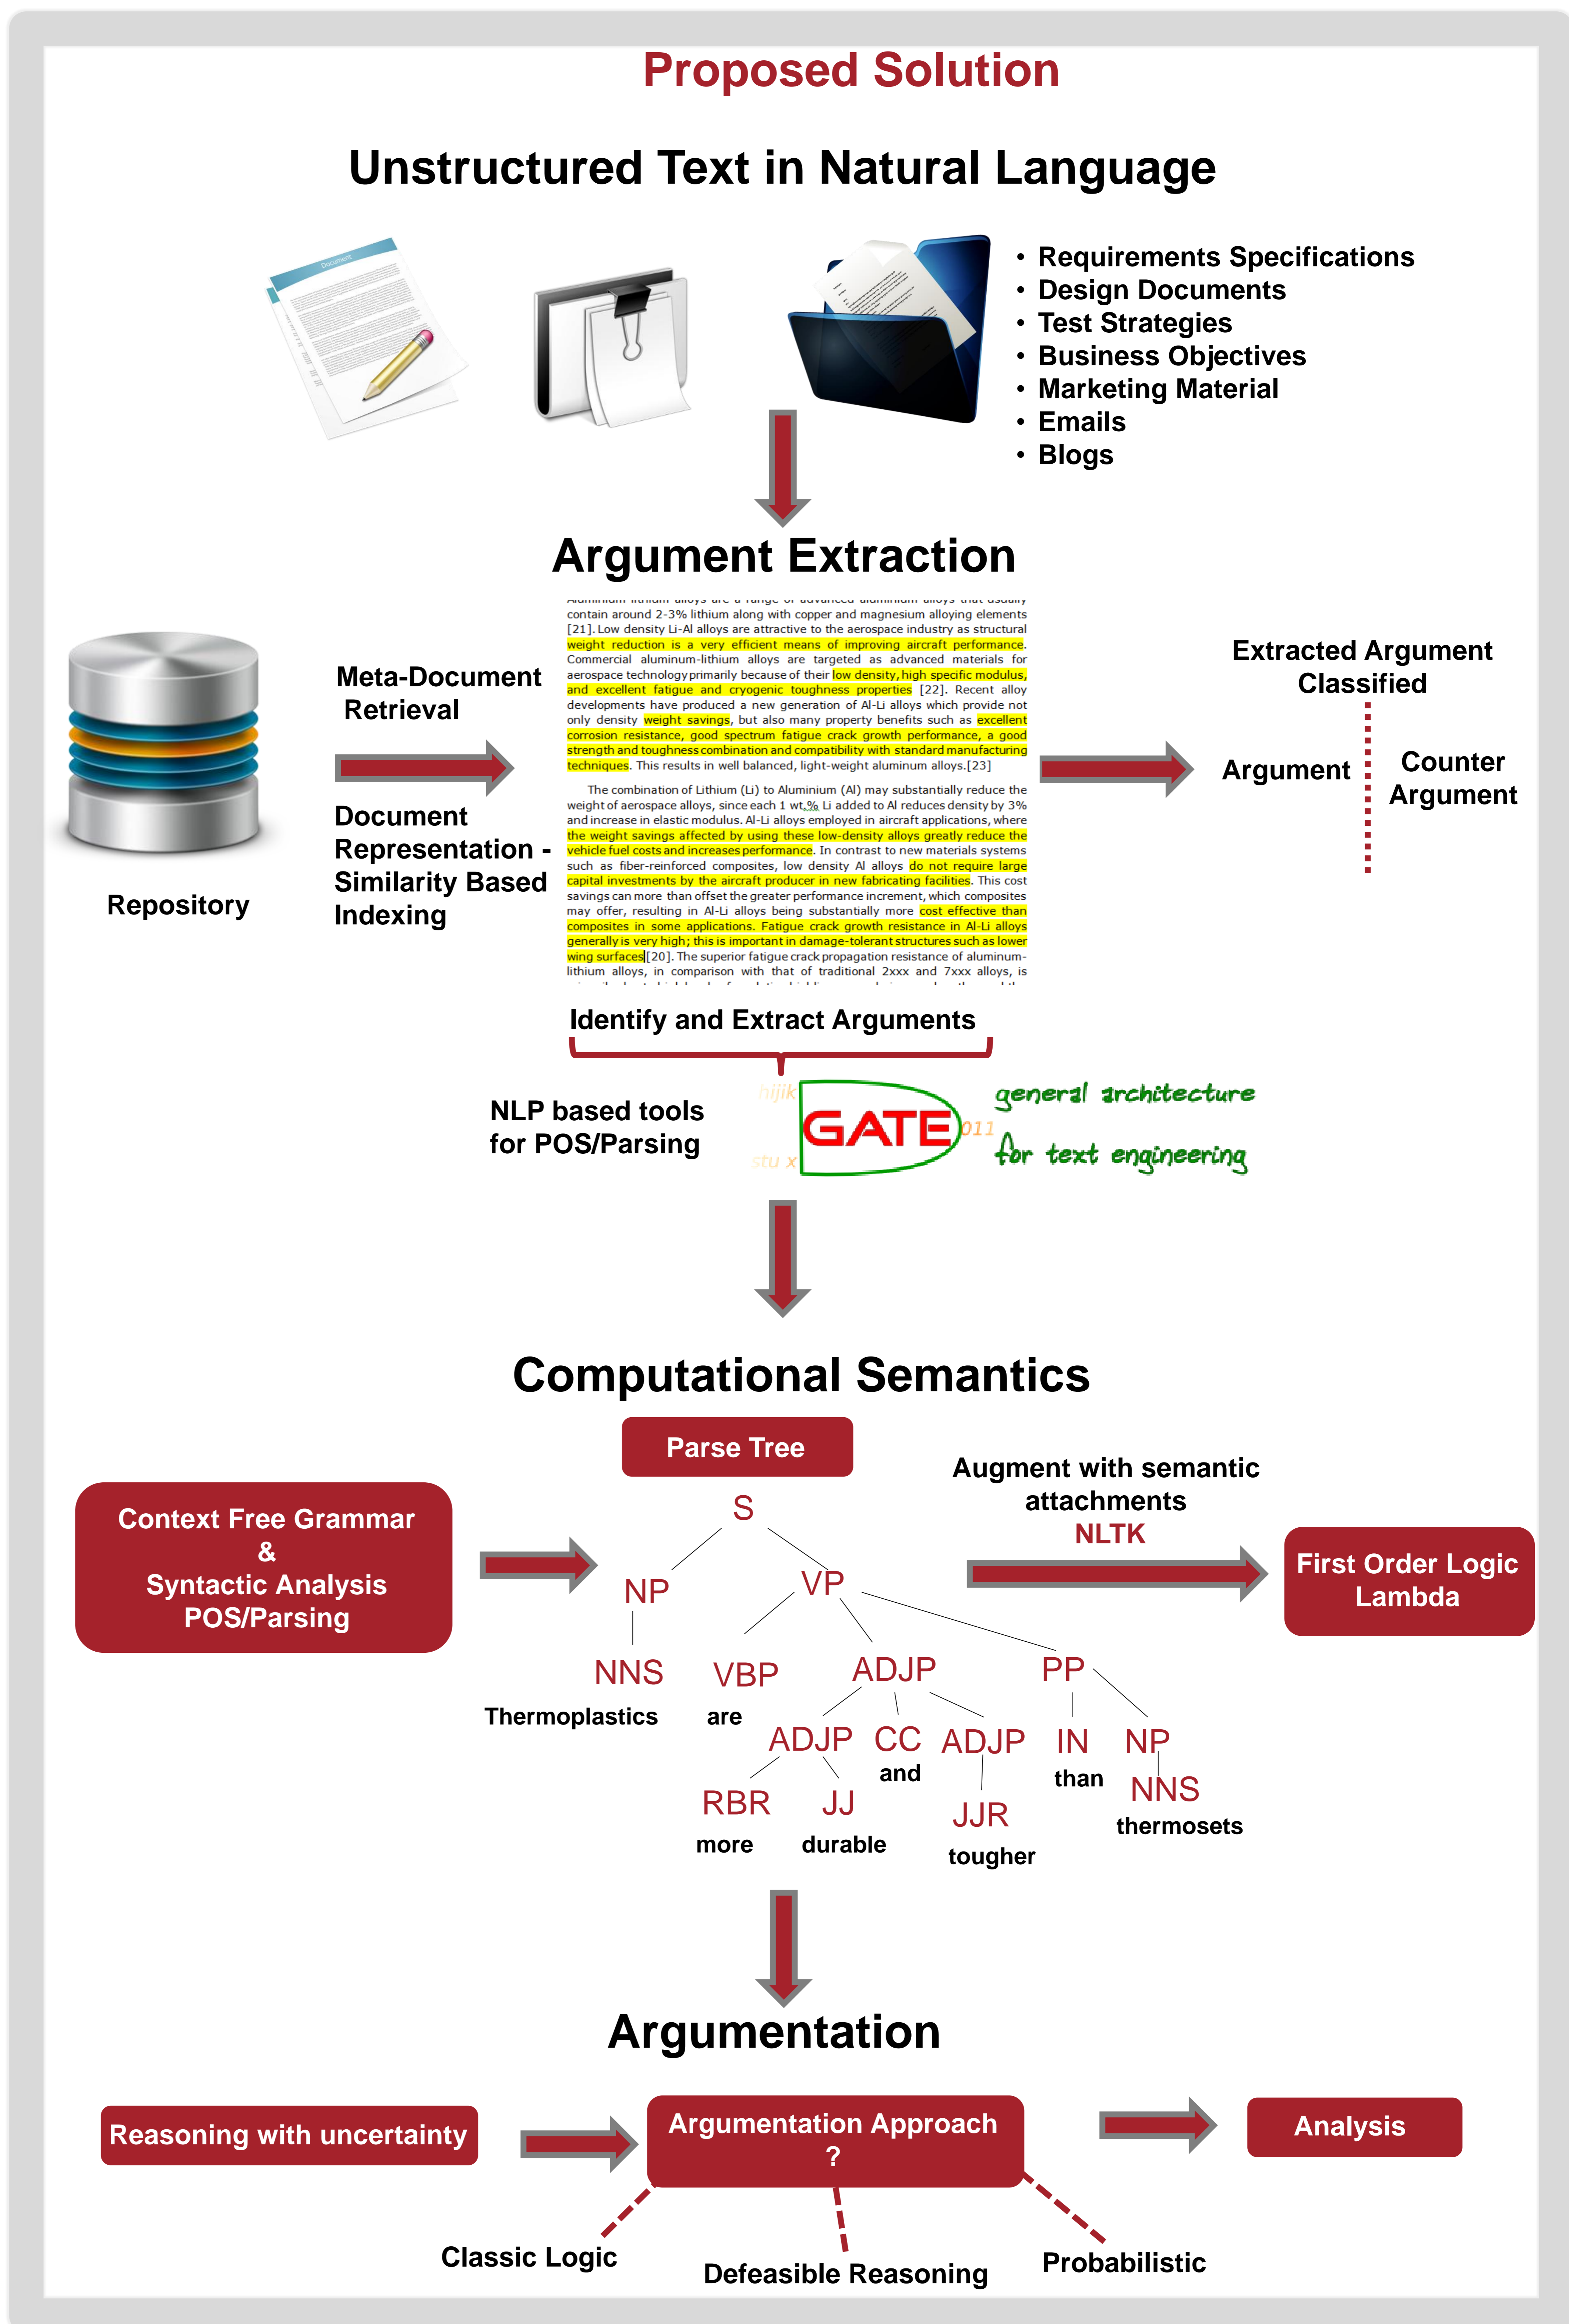 Proposed Solution
Unstructured Text in Natural Language
Document
• Requirements Specifications
• Design Documents
• Test Strategies
• Business Objectives
• Marketing Material
• Emails
• Blogs
Argument Extraction
Repository
Meta-Document
Retrieval
Document
Representation -
Similarity Based
Indexing
Aluminium lithium alloys are a range of advanced aluminium alloys that usually
contain around 2-3% lithium along with copper and magnesium alloying elements
[21]. Low density Li-Al alloys are attractive to the aerospace industry as structural
weight reduction is a very efficient means of improving aircraft performance.
Commercial aluminum-lithium alloys are targeted as advanced materials for
aerospace technology primarily because of their low density, high specific modulus,
and excellent fatigue and cryogenic toughness properties [22]. Recent alloy
developments have produced a new generation of Al-Li alloys which provide not
only density weight savings, but also many property benefits such as excellent
corrosion resistance, good spectrum fatigue crack growth performance, a good
strength and toughness combination and compatibility with standard manufacturing
techniques. This results in well balanced, light-weight aluminum alloys.[23]
The combination of Lithium (Li) to Aluminium (Al) may substantially reduce the
weight of aerospace alloys, since each 1 wt.% Li added to Al reduces density by 3%
and increase in elastic modulus. Al-Li alloys employed in aircraft applications, where
the weight savings affected by using these low-density alloys greatly reduce the
vehicle fuel costs and increases performance. In contrast to new materials systems
such as fiber-reinforced composites, low density Al alloys do not require large
capital investments by the aircraft producer in new fabricating facilities. This cost
savings can more than offset the greater performance increment, which composites
may offer, resulting in Al-Li alloys being substantially more cost effective than
composites in some applications. Fatigue crack growth resistance in Al-Li alloys
generally is very high; this is important in damage-tolerant structures such as lower
wing surfaces[20]. The superior fatigue crack propagation resistance of aluminum-
lithium alloys, in comparison with that of traditional 2xxx and 7xxx alloys, is
Extracted Argument
Classified
Argument
Counter
Argument
Identify and Extract Arguments
NLP based tools
for POS/Parsing
hijik
GATE
011
stu x
general architecture
for text engineering
Computational Semantics
Context Free Grammar
&
Syntactic Analysis
POS/Parsing
Parse Tree
S
NP VP
NNS VBP ADJP PP
Thermoplastics are
ADJP CC ADJP IN NP
and than
RBR JJ JJR NNS
more durable tougher thermosets
Augment with semantic
attachments
NLTK
First Order Logic
Lambda
Argumentation
Reasoning with uncertainty
Argumentation Approach
?
Analysis
Classic Logic
Defeasible Reasoning
Probabilistic